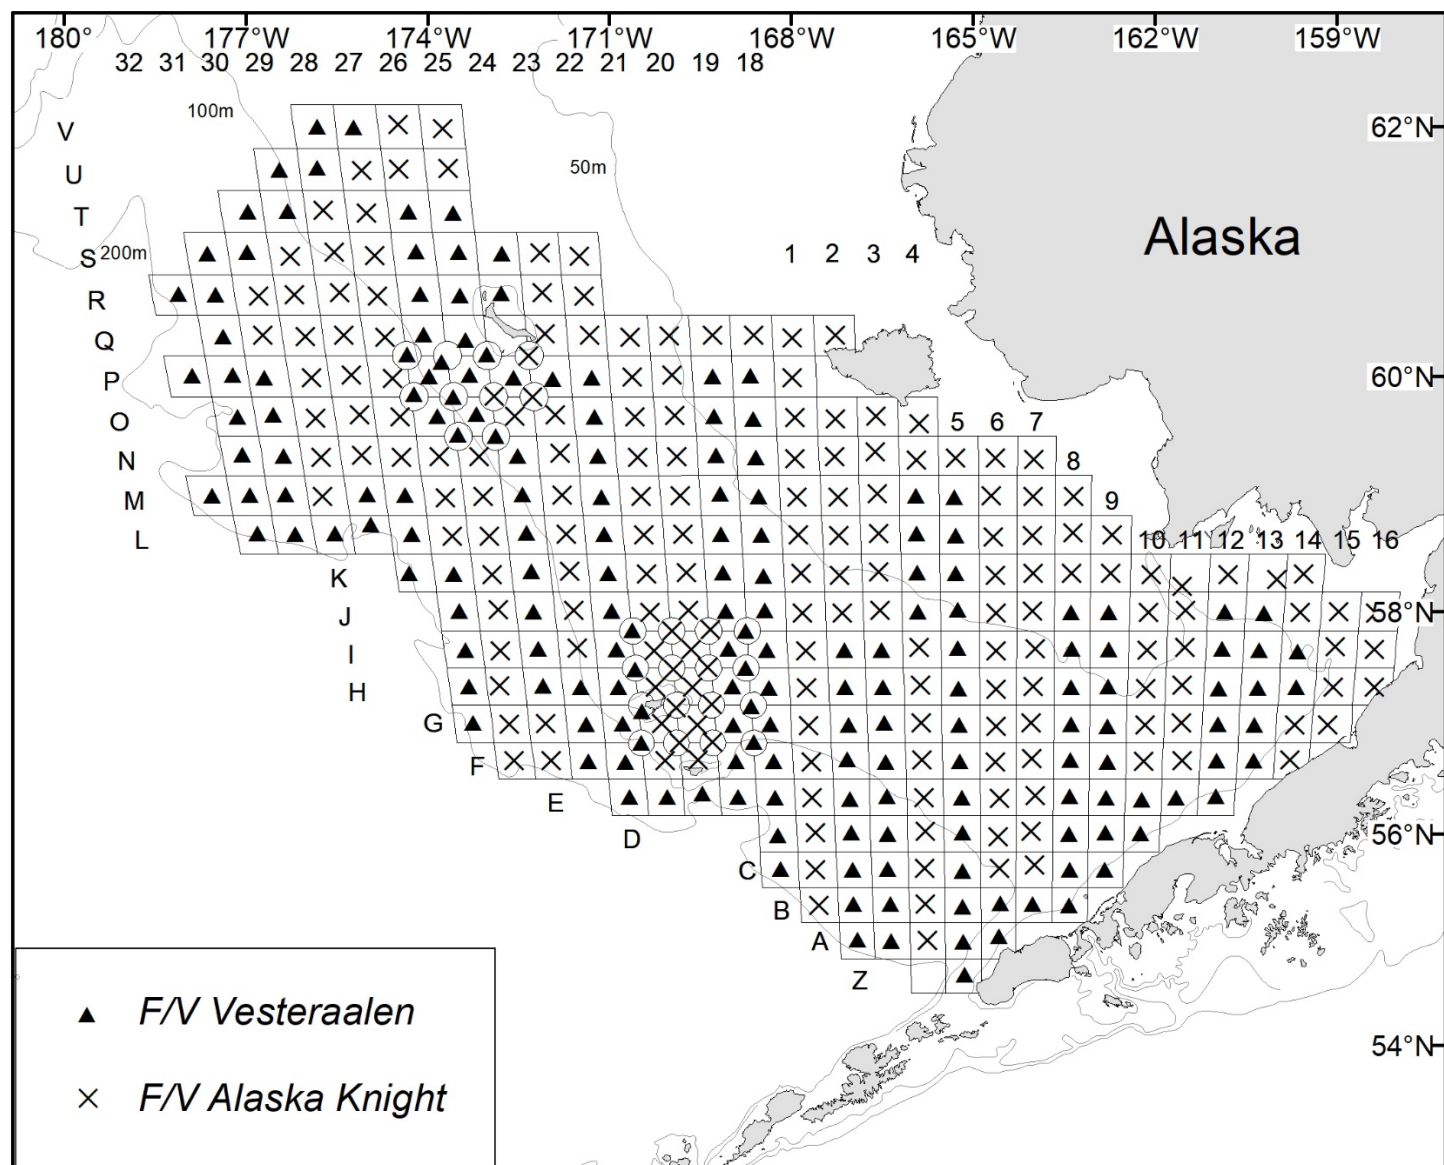 180° 177°W 174°W 171°W 168°W 165°W 162°W 159°W
32 31 30 29 28 27 26 25 24 23 22 21 20 19 18
100m
V
62°N
50m
U
T
Alaska
S 200m
1 2 3 4
R
Q
P
60°N
O
5 6 7
N
8
M
9
L
10 11 12 13 14 15 16
K
J
58°N
I
H
G
F
E
D
56°N
C
B
A
Z
F/V Vesteraalen
54°N
F/V Alaska Knight